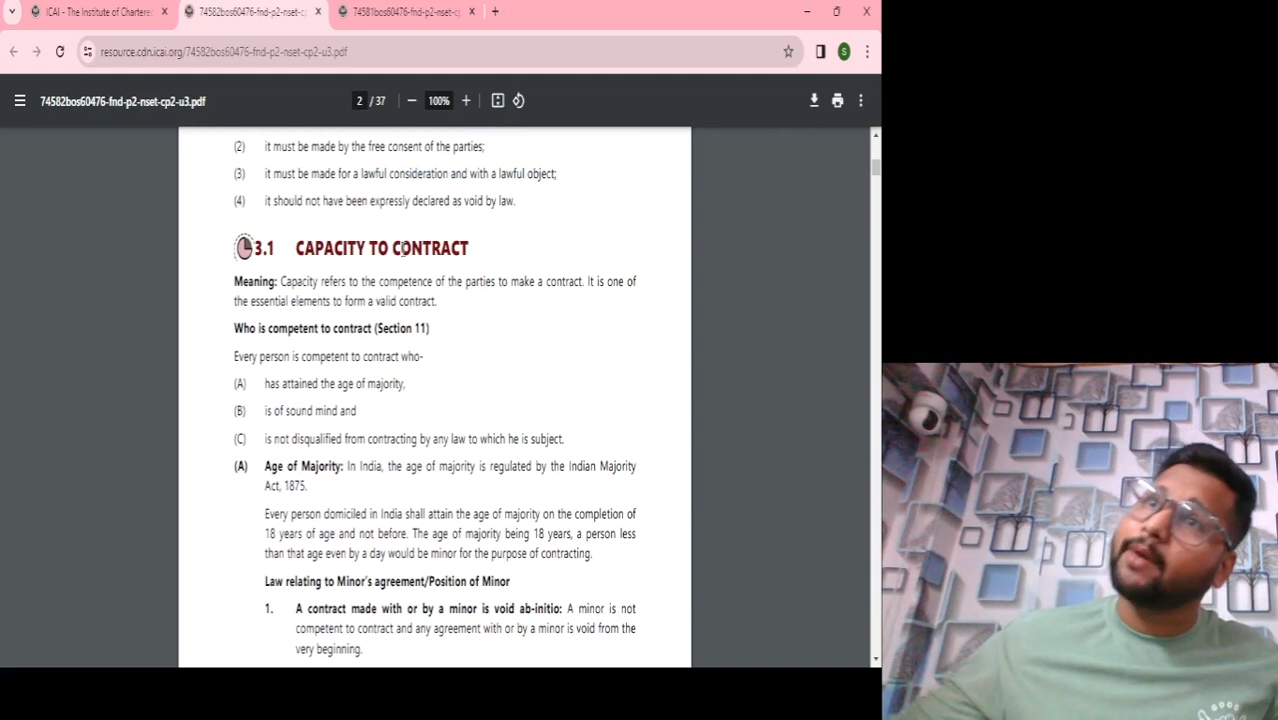 ICAI - The Institute of Charterec
74582bos60476-fnd-p2-nset-cp2-
74581bos60476-fnd-p2-nset-cp2-
resource.cdn.icai.org/74582bos60476-fnd-p2-nset-cp2-u3.pdf
S
74582bos60476-fnd-p2-nset-cp2-u3.pdf
2 / 37
100%
(2) it must be made by the free consent of the parties;
(3) it must be made for a lawful consideration and with a lawful object;
(4) it should not have been expressly declared as void by law.
3.1 CAPACITY TO CONTRACT
Meaning: Capacity refers to the competence of the parties to make a contract. It is one of
the essential elements to form a valid contract.
Who is competent to contract (Section 11)
Every person is competent to contract who-
(A) has attained the age of majority,
(B) is of sound mind and
(C) is not disqualified from contracting by any law to which he is subject.
(A) Age of Majority: In India, the age of majority is regulated by the Indian Majority
Act, 1875.
Every person domiciled in India shall attain the age of majority on the completion of
18 years of age and not before. The age of majority being 18 years, a person less
than that age even by a day would be minor for the purpose of contracting.
Law relating to Minor's agreement/Position of Minor
1. A contract made with or by a minor is void ab-initio: A minor is not
competent to contract and any agreement with or by a minor is void from the
very beginning.